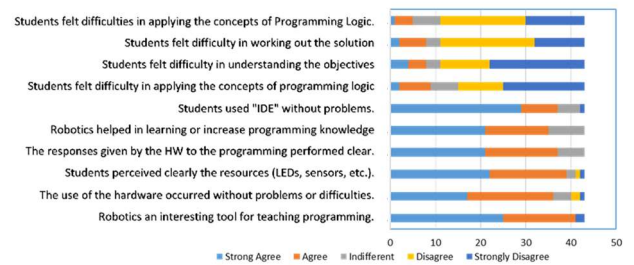 Students felt difficulties in applying the concepts of Programming Logic.
Students felt difficulty in working out the solution
Students felt difficulty in understanding the objectives
Students felt difficulty in applying the concepts of programming logic
Students used "IDE" without problems.
Robotics helped in learning or increase programming knowledge
The responses given by the HW to the programming performed clear.
Students perceived clearly the resources (LEDs, sensors, etc.).
The use of the hardware occurred without problems or difficulties.
Robotics an interesting tool for teaching programming.
0 10 20 30 40 50
Strong Agree Agree Indifferent Disagree Strongly Disagree